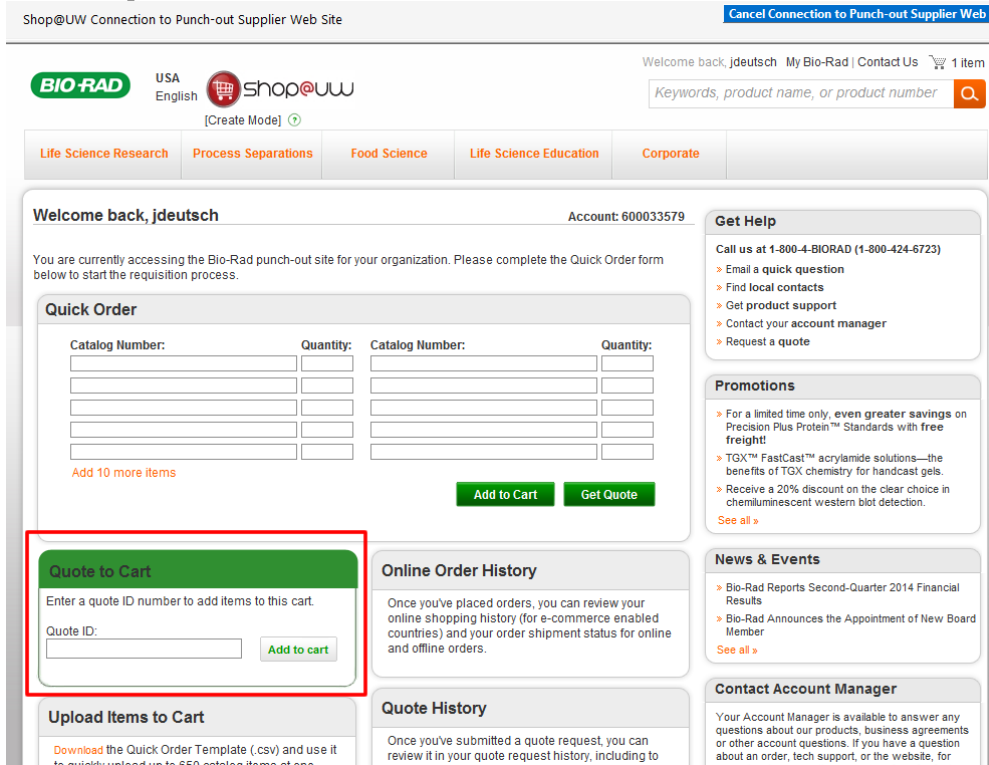 Shop@UW Connection to Punch-out Supplier Web Site
Cancel Connection to Punch-out Supplier Web
Welcome back, jdeutsch My Bio-Rad | Contact Us 1 item
BIO-RAD
USA
English
shop@UW
[Create Mode] ?
Keywords, product name, or product number
Life Science Research Process Separations Food Science Life Science Education Corporate
Welcome back, jdeutsch
Account: 600033579
You are currently accessing the Bio-Rad punch-out site for your organization. Please complete the Quick Order form
below to start the requisition process.
Quick Order
Catalog Number: Quantity: Catalog Number: Quantity:
Add 10 more items
Add to Cart Get Quote
Quote to Cart
Enter a quote ID number to add items to this cart.
Quote ID:
Add to cart
Online Order History
Once you've placed orders, you can review your
online shopping history (for e-commerce enabled
countries) and your order shipment status for online
and offline orders.
Upload Items to Cart
Download the Quick Order Template (.csv) and use it
to quickly upload up to 650 catalog items at one
Quote History
Once you've submitted a quote request, you can
review it in your quote request history, including to
Get Help
Call us at 1-800-4-BIORAD (1-800-424-6723)
» Email a quick question
» Find local contacts
» Get product support
» Contact your account manager
» Request a quote
Promotions
» For a limited time only, even greater savings on
Precision Plus Protein™ Standards with free
freight!
» TGX™ FastCast™ acrylamide solutions—the
benefits of TGX chemistry for handcast gels.
» Receive a 20% discount on the clear choice in
chemiluminescent western blot detection.
See all »
News & Events
» Bio-Rad Reports Second-Quarter 2014 Financial
Results
» Bio-Rad Announces the Appointment of New Board
Member
See all »
Contact Account Manager
Your Account Manager is available to answer any
questions about our products, business agreements
or other account questions. If you have a question
about an order, tech support, or the website, for